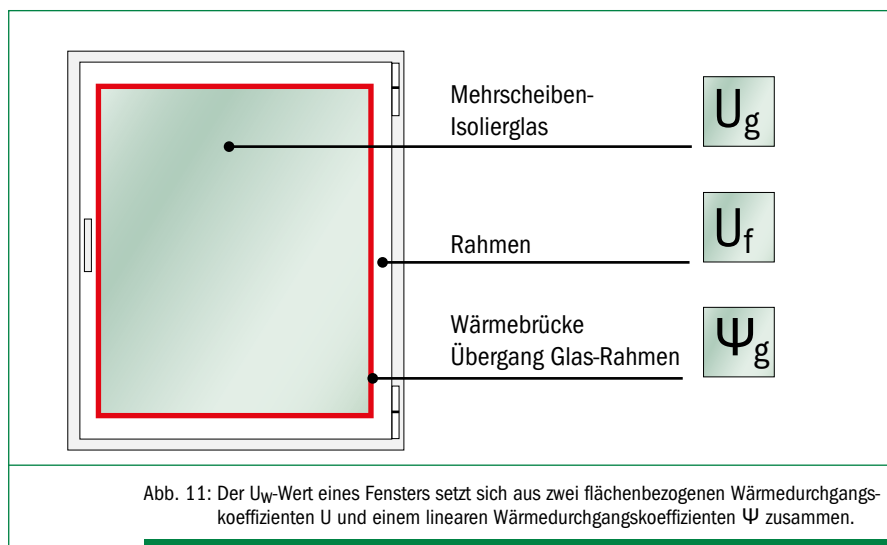 Mehrscheiben-
Isolierglas
Ug
Rahmen
Uf
Wärmebrücke
Übergang Glas-Rahmen
Ψg
Abb. 11: Der UW-Wert eines Fensters setzt sich aus zwei flächenbezogenen Wärmedurchgangs-
koeffizienten U und einem linearen Wärmedurchgangskoeffizienten Ψ zusammen.